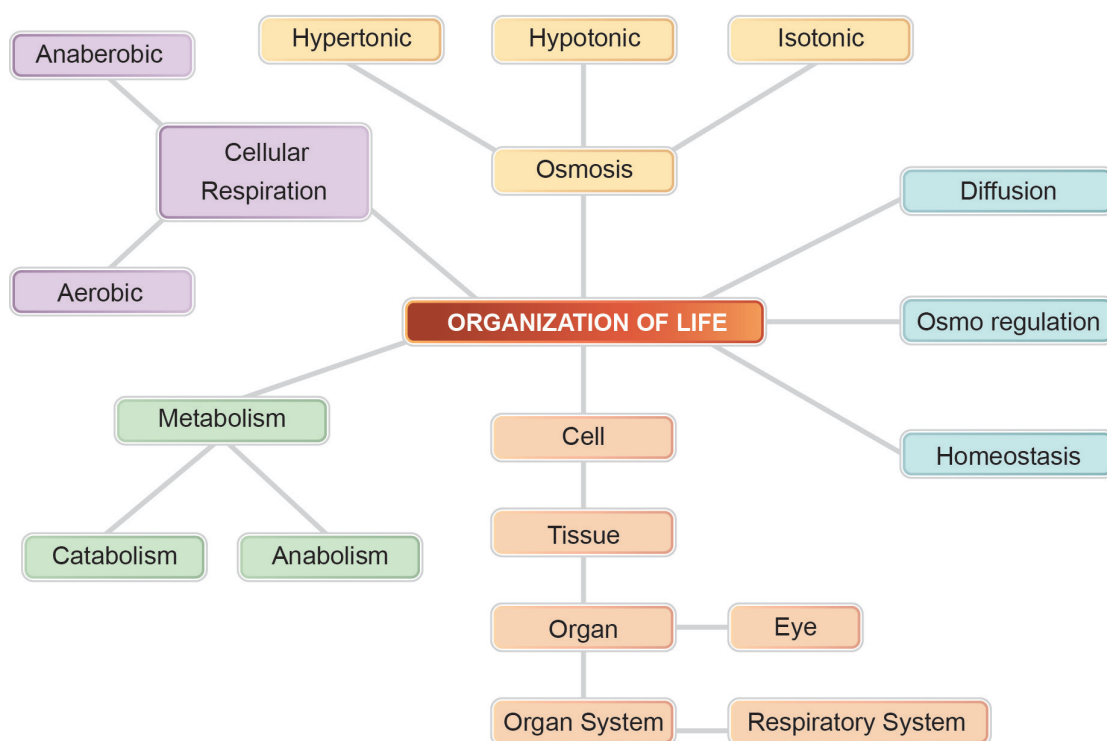 Anaberobic
Hypertonic
Hypotonic
Isotonic
Cellular
Respiration
Osmosis
Diffusion
Aerobic
ORGANIZATION OF LIFE
Osmo regulation
Metabolism
Cell
Homeostasis
Catabolism
Anabolism
Tissue
Organ
Eye
Organ System
Respiratory System